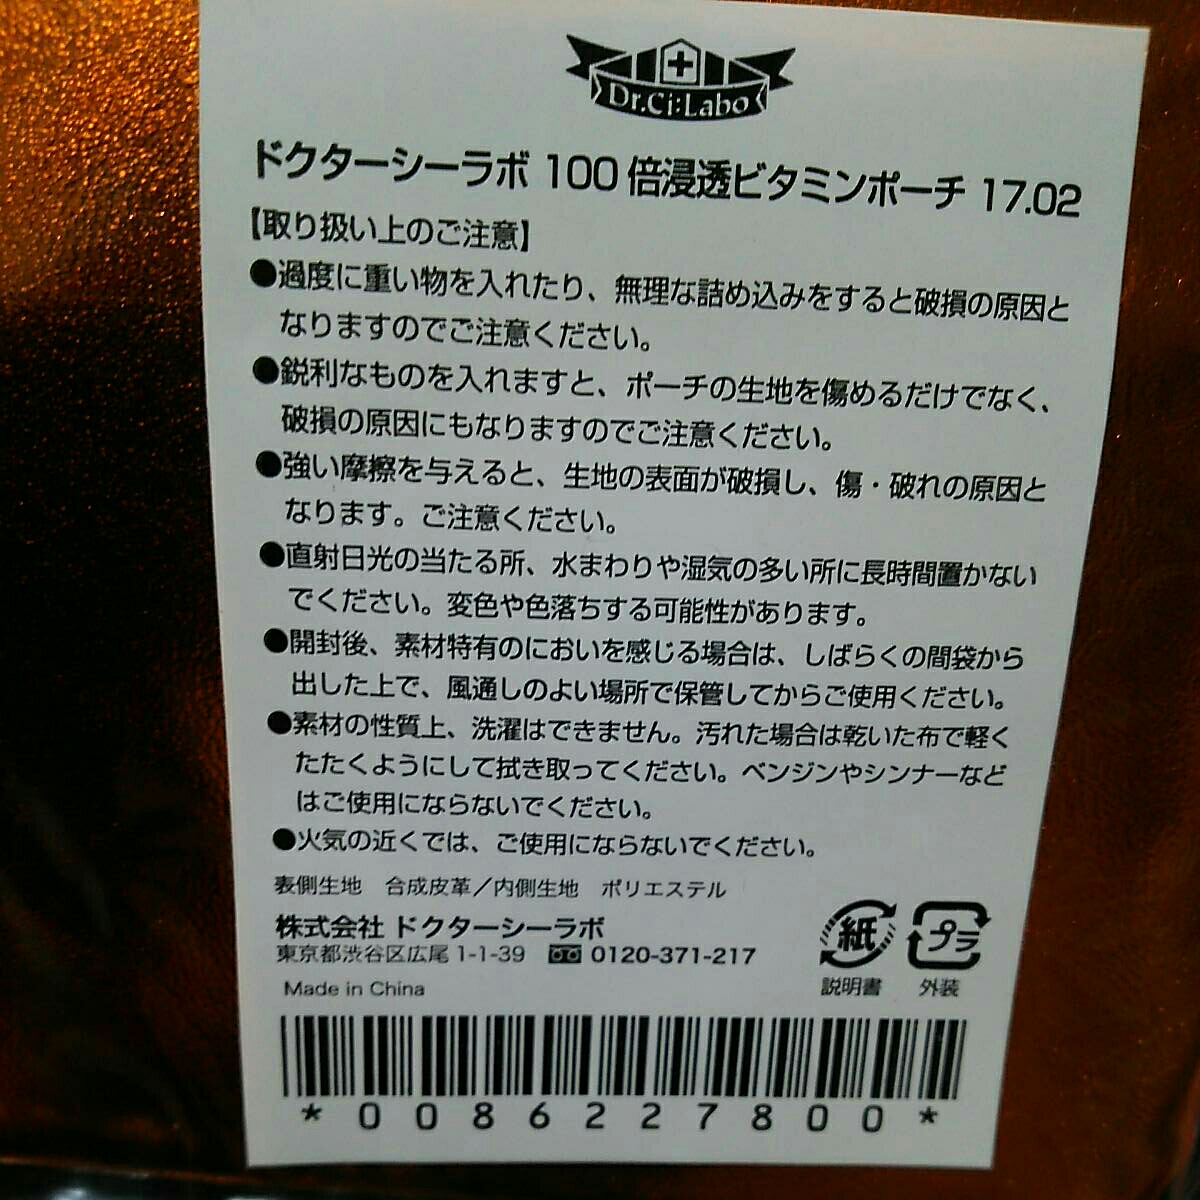 Dr.Ci:Labo
ドクターシーラボ 100倍浸透ビタミンポーチ 17.02
【取り扱い上のご注意】
●過度に重い物を入れたり、無理な詰め込みをすると破損の原因と
なりますのでご注意ください。
●鋭利なものを入れますと、ポーチの生地を傷めるだけでなく、
破損の原因にもなりますのでご注意ください。
●強い摩擦を与えると、生地の表面が破損し、傷・破れの原因と
なります。ご注意ください。
●直射日光の当たる所、水まわりや湿気の多い所に長時間置かない
でください。変色や色落ちする可能性があります。
●開封後、素材特有のにおいを感じる場合は、しばらくの間袋から
出した上で、風通しのよい場所で保管してからご使用ください。
●素材の性質上、洗濯はできません。汚れた場合は乾いた布で軽く
たたくようにして拭き取ってください。ベンジンやシンナーなど
はご使用にならないでください。
●火気の近くでは、ご使用にならないでください。
表側生地 合成皮革/内側生地 ポリエステル
株式会社 ドクターシーラボ
東京都渋谷区広尾1-1-39 0120-371-217
Made in China
紙 プラ
説明書 外装
*0086227800*